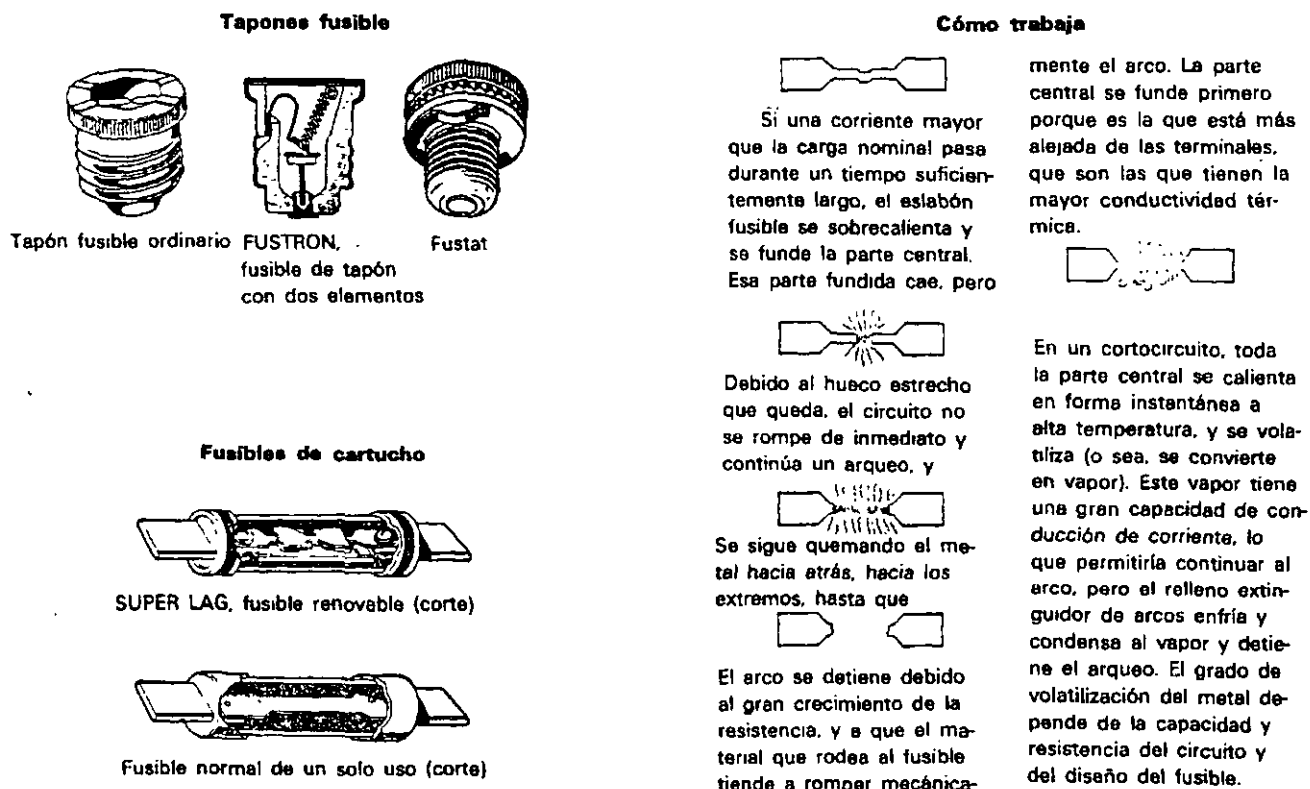 Tapones fusible
Tapón fusible ordinario
FUSTRON,
fusible de tapón
con dos elementos
Fustat
Fusibles de cartucho
SUPER LAG, fusible renovable (corte)
Fusible normal de un solo uso (corte)
Cómo trabaja
Si una corriente mayor
que la carga nominal pase
durante un tiempo suficien-
temente largo, el eslabón
fusible se sobrecalienta y
se funde la parte central.
Esa parte fundida cae, pero
Debido al hueco estrecho
que queda, el circuito no
se rompe de inmediato y
continúa un arqueo, y
Se sigue quemando el me-
tal hacia atrás, hacia los
extremos, hasta que
El arco se detiene debido
al gran crecimiento de la
resistencia, y a que el ma-
terial que rodea al fusible
tiende a romper mecánica-
mente el arco. La parte
central se funde primero
porque es la que está más
alejada de las terminales,
que son las que tienen la
mayor conductividad tér-
mica.
En un cortocircuito, toda
la parte central se calienta
en forma instantánea a
alta temperatura, y se vola-
tiliza (o sea, se convierte
en vapor). Este vapor tiene
una gran capacidad de con-
ducción de corriente, lo
que permitiría continuar al
arco, pero el relleno extin-
guidor de arcos enfría y
condensa al vapor y detie-
ne el arqueo. El grado de
volatilización del metal de-
pende de la capacidad y
resistencia del circuito y
del diseño del fusible.